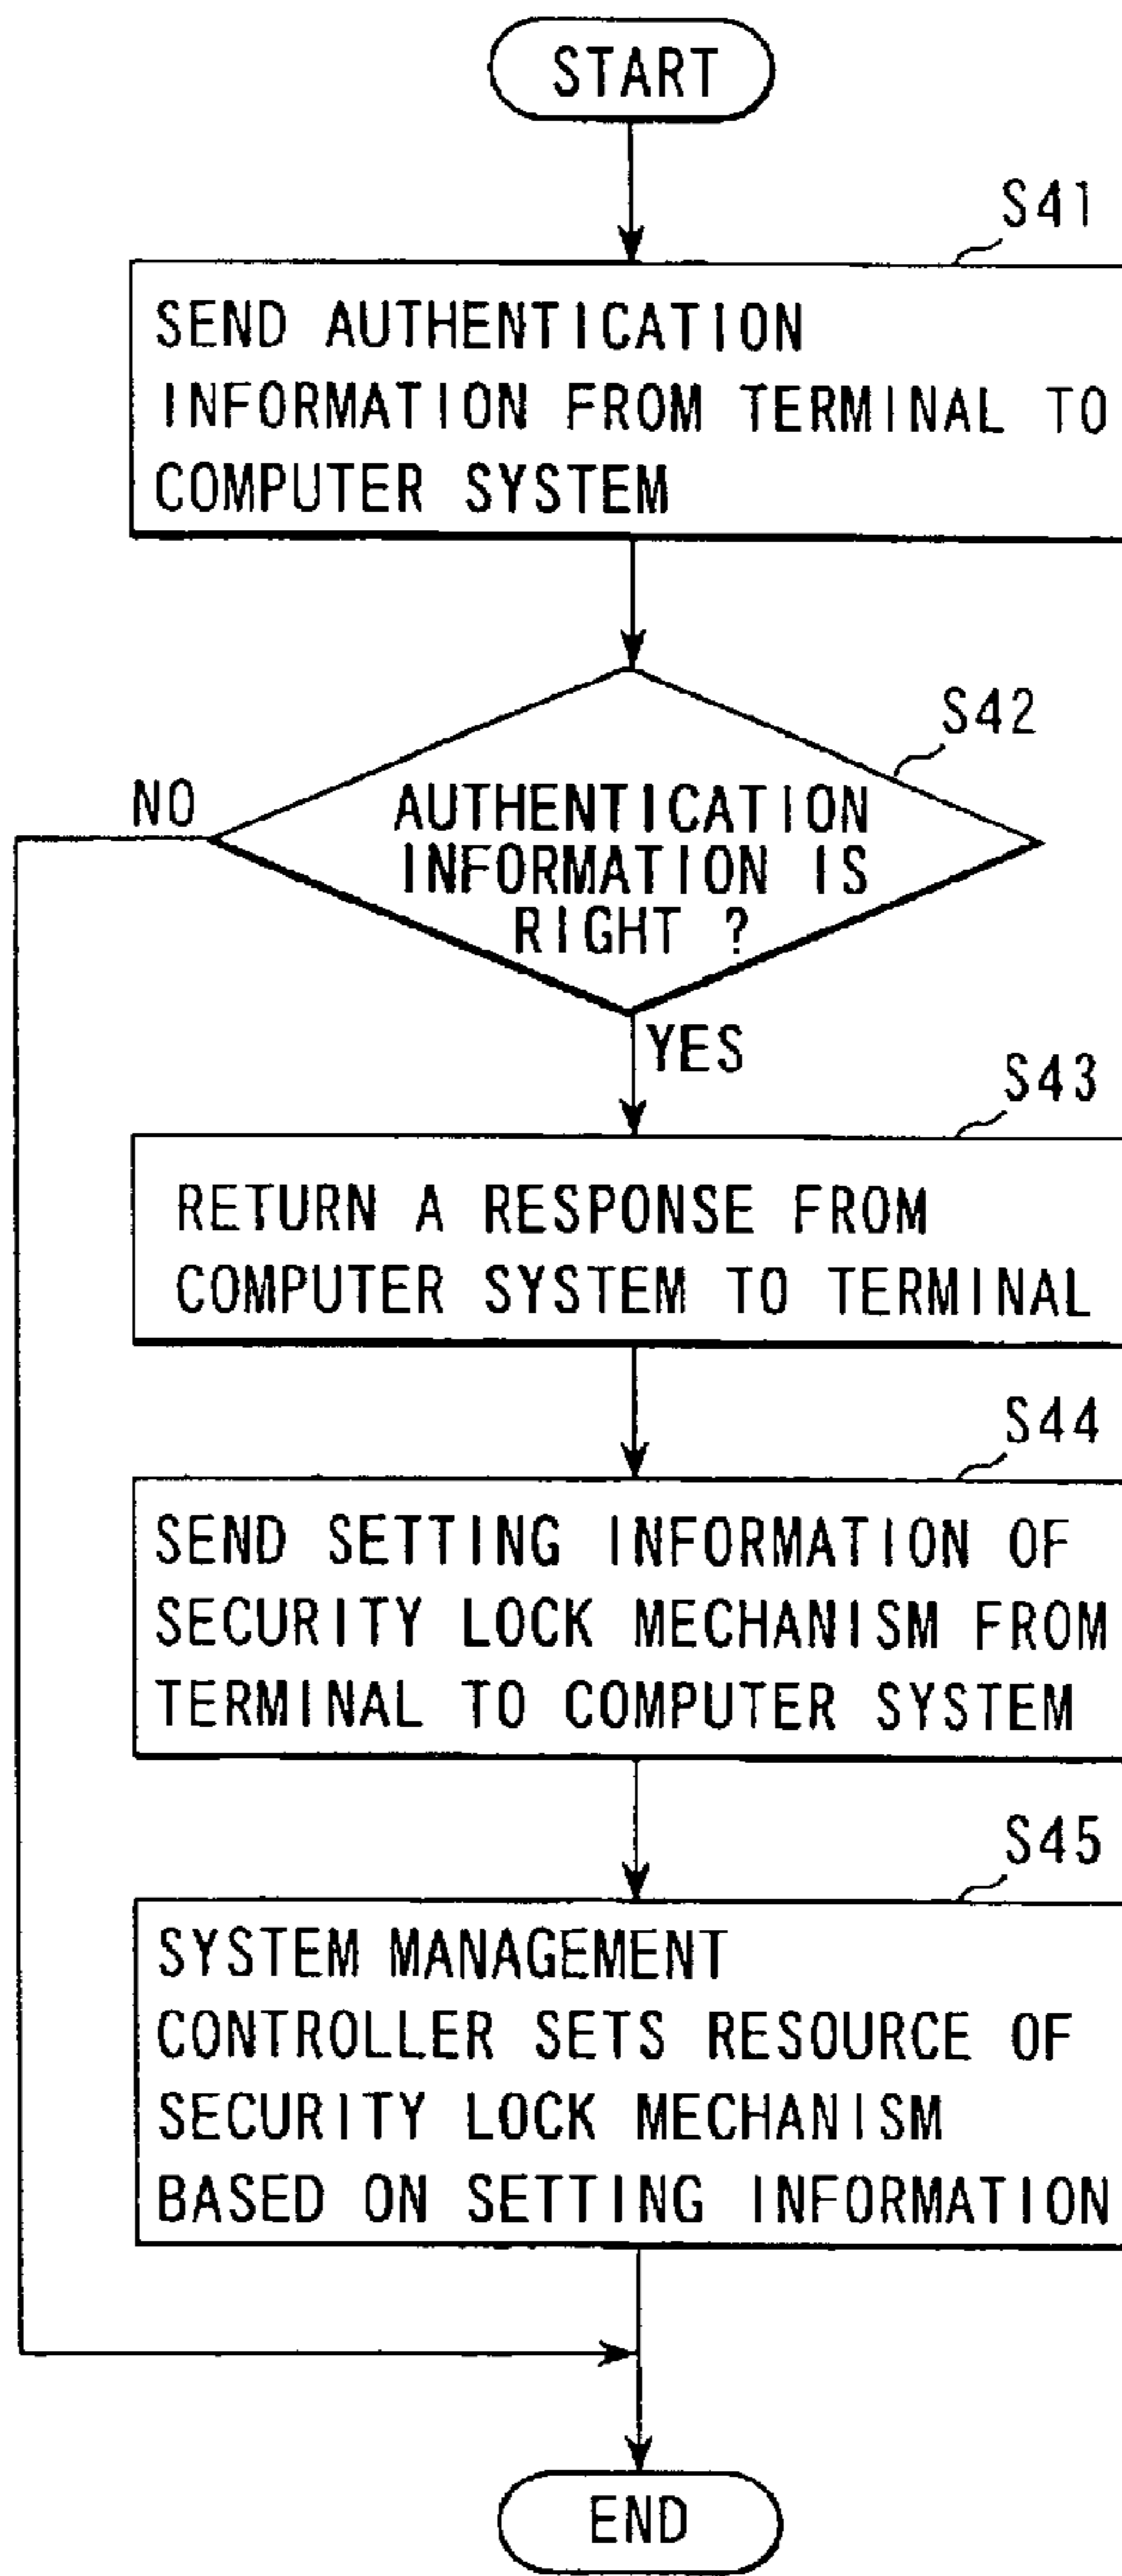 START
S41
SEND AUTHENTICATION
INFORMATION FROM TERMINAL TO
COMPUTER SYSTEM
S42
NO
AUTHENTICATION
INFORMATION IS
RIGHT ?
YES
S43
RETURN A RESPONSE FROM
COMPUTER SYSTEM TO TERMINAL
S44
SEND SETTING INFORMATION OF
SECURITY LOCK MECHANISM FROM
TERMINAL TO COMPUTER SYSTEM
S45
SYSTEM MANAGEMENT
CONTROLLER SETS RESOURCE OF
SECURITY LOCK MECHANISM
BASED ON SETTING INFORMATION
END